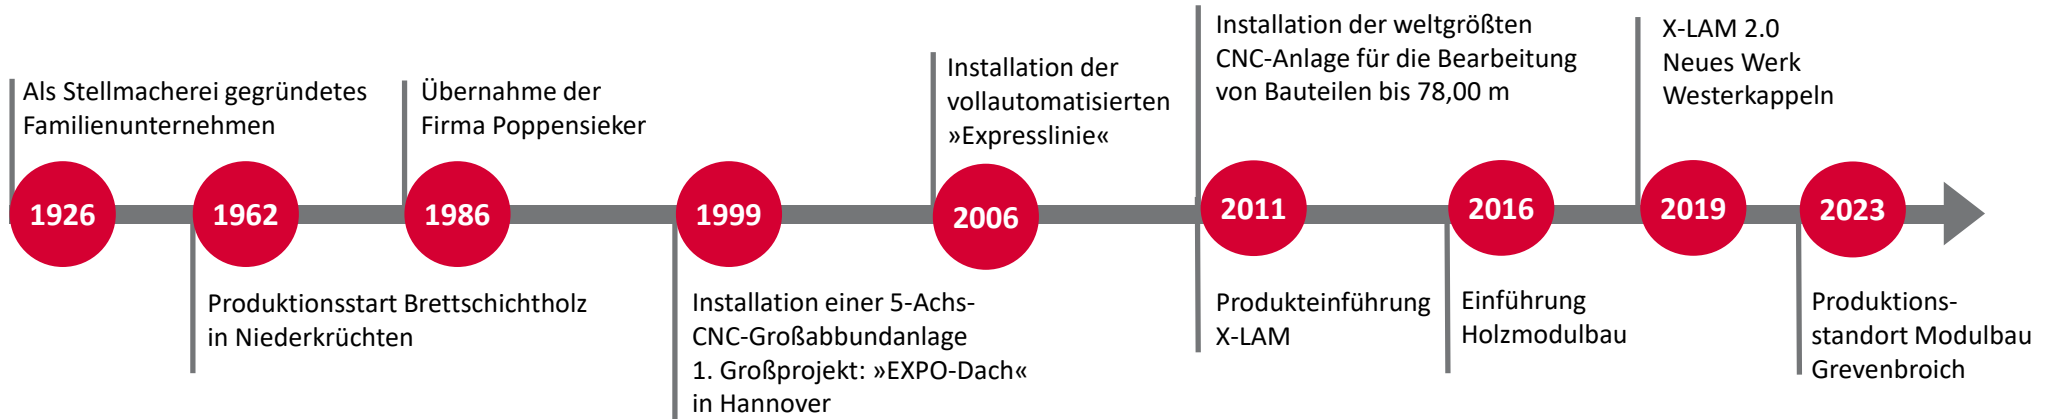 1926
Als Stellmacherei gegründetes
Familienunternehmen
1962
Produktionsstart Brettschichtholz
in Niederkrüchten
1986
Übernahme der
Firma Poppensieker
1999
Installation einer 5-Achs-
CNC-Großabbundanlage
1. Großprojekt: »EXPO-Dach«
in Hannover
2006
Installation der
vollautomatisierten
»Expresslinie«
2011
Installation der weltgrößten
CNC-Anlage für die Bearbeitung
von Bauteilen bis 78,00 m
Produkteinführung
X-LAM
2016
Einführung
Holzmodulbau
2019
X-LAM 2.0
Neues Werk
Westerkappeln
2023
Produktions-
standort Modulbau
Grevenbroich